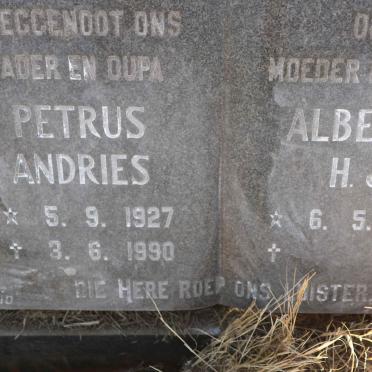 EGGENOOT ONS
ADER EN OUPA
PETRUS
ANDRIES
☆ 5. 9. 1927
✝ 3. 6. 1990
MOEDER
ALBE
H.
☆ 6. 5.
✝
DIE HERE ROEP ONS